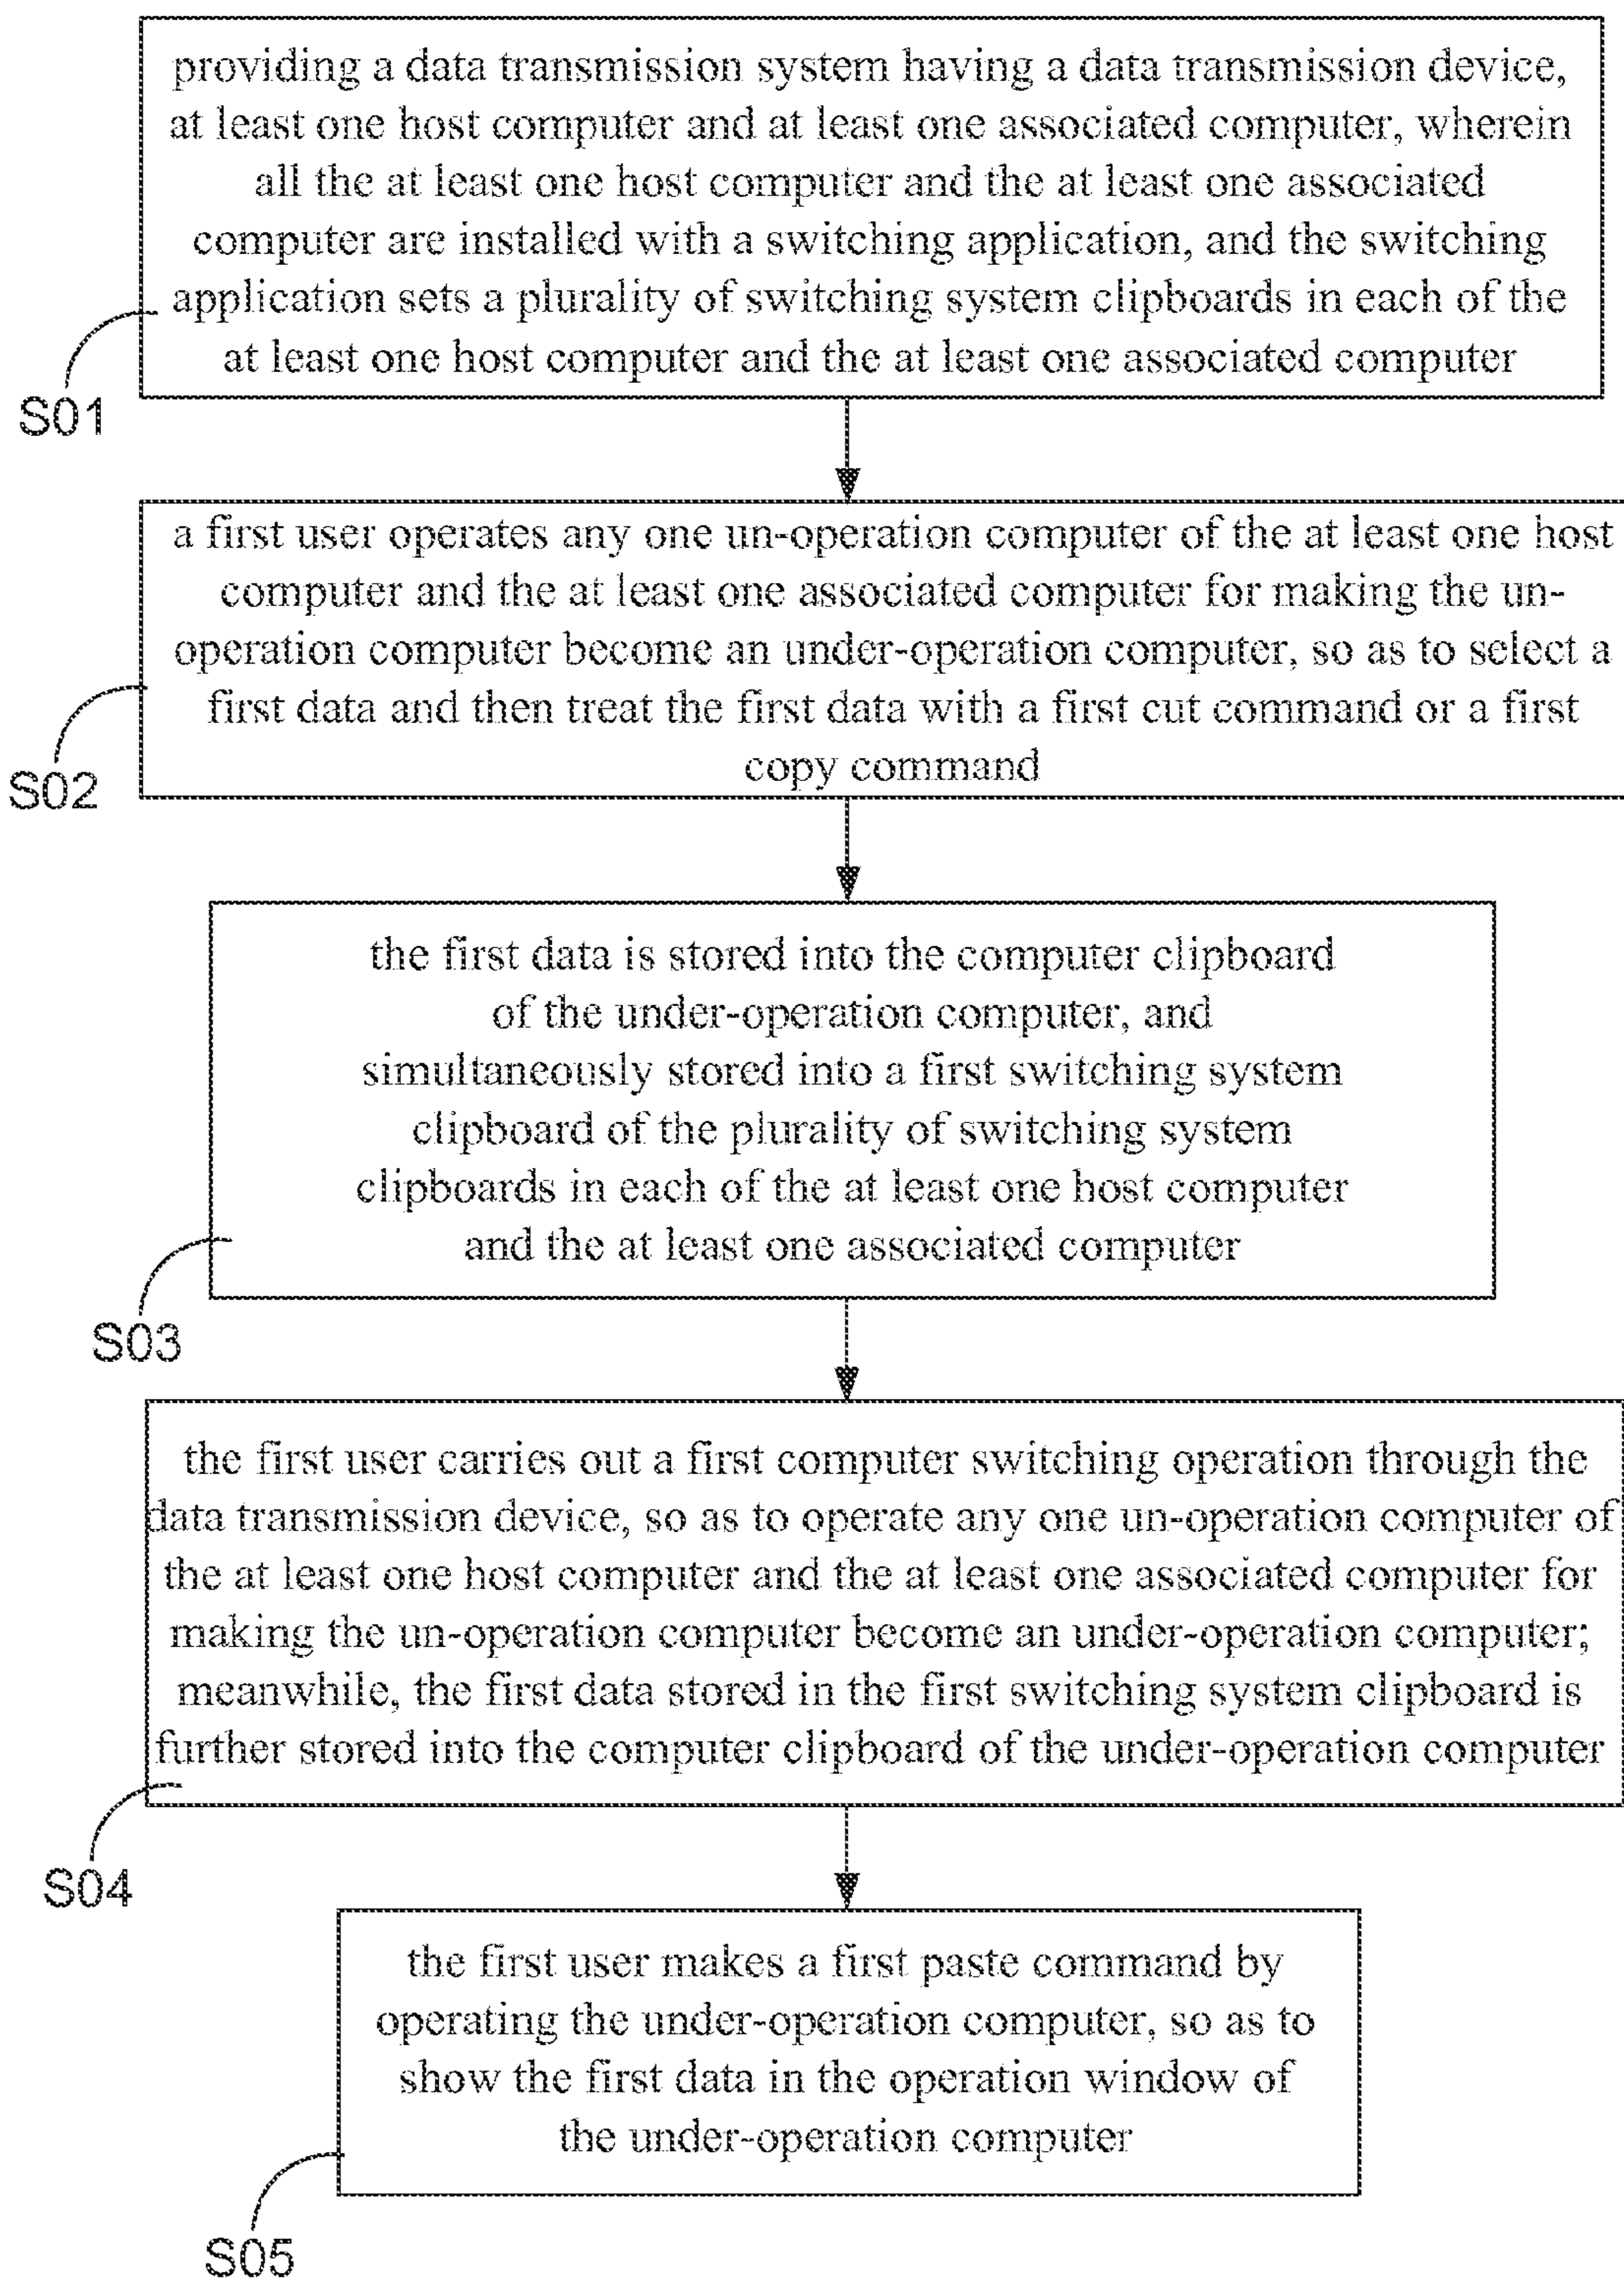 providing a data transmission system having a data transmission device,
at least one host computer and at least one associated computer, wherein
all the at least one host computer and the at least one associated
computer are installed with a switching application, and the switching
application sets a plurality of switching system clipboards in each of the
at least one host computer and the at least one associated computer
S01
a first user operates any one un-operation computer of the at least one host
computer and the at least one associated computer for making the un-
operation computer become an under-operation computer, so as to select a
first data and then treat the first data with a first cut command or a first
copy command
S02
the first data is stored into the computer clipboard
of the under-operation computer, and
simultaneously stored into a first switching system
clipboard of the plurality of switching system
clipboards in each of the at least one host computer
and the at least one associated computer
S03
the first user carries out a first computer switching operation through the
data transmission device, so as to operate any one un-operation computer of
the at least one host computer and the at least one associated computer for
making the un-operation computer become an under-operation computer;
meanwhile, the first data stored in the first switching system clipboard is
further stored into the computer clipboard of the under-operation computer
S04
the first user makes a first paste command by
operating the under-operation computer, so as to
show the first data in the operation window of
the under-operation computer
S05